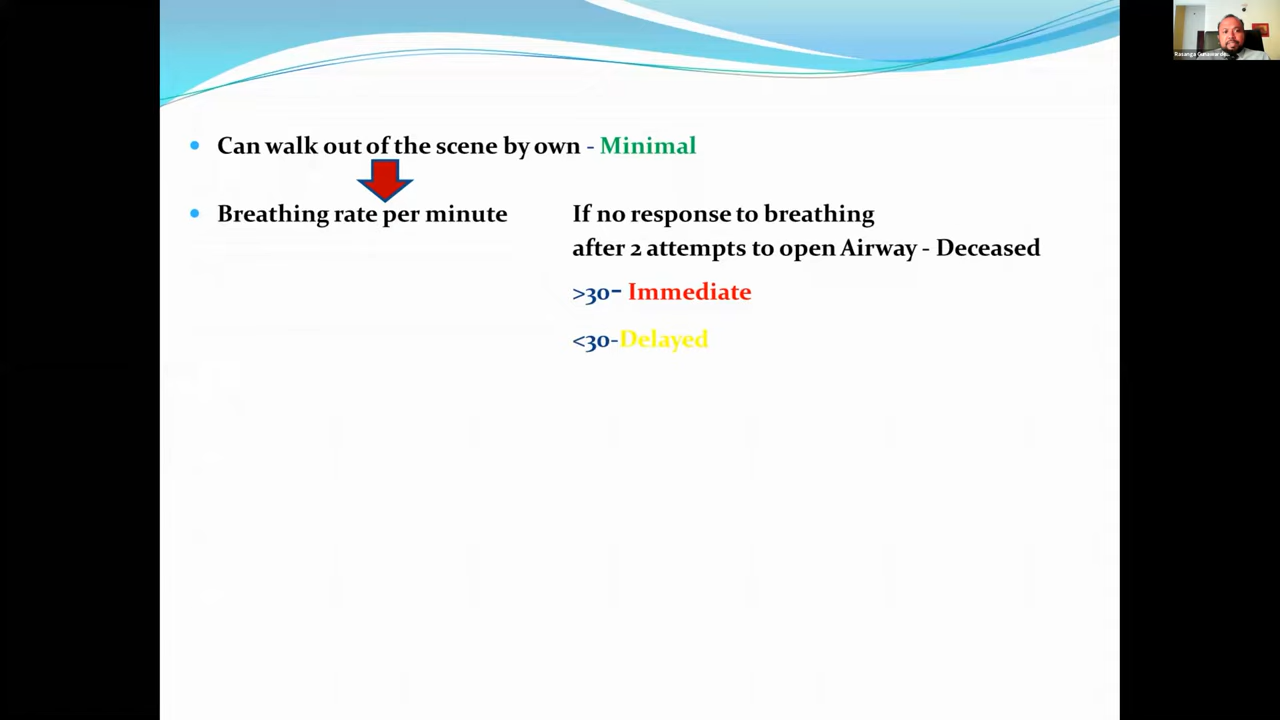 Can walk out of the scene by own - Minimal
Breathing rate per minute
If no response to breathing
after 2 attempts to open Airway - Deceased
>30- Immediate
<30-Delayed